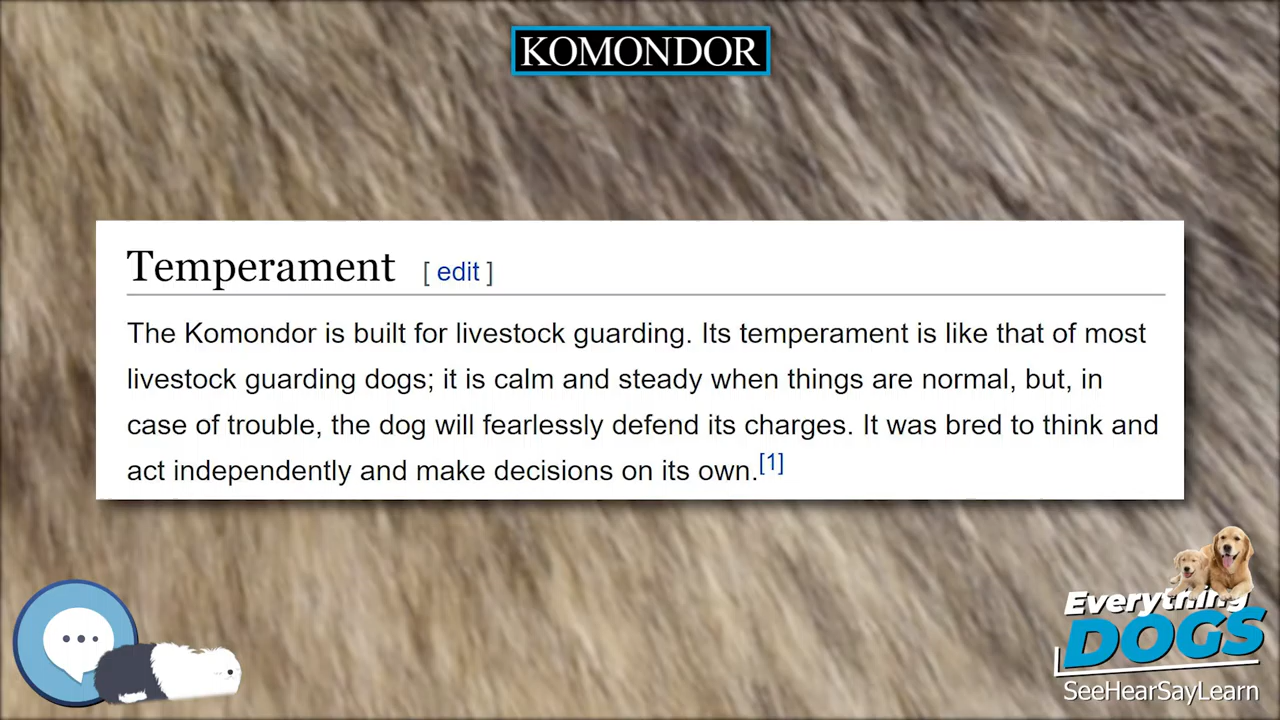 KOMONDOR
Temperament [ edit ]
The Komondor is built for livestock guarding. Its temperament is like that of most
livestock guarding dogs; it is calm and steady when things are normal, but, in
case of trouble, the dog will fearlessly defend its charges. It was bred to think and
act independently and make decisions on its own.[1]
Everything
DOGS
SeeHearSayLearn